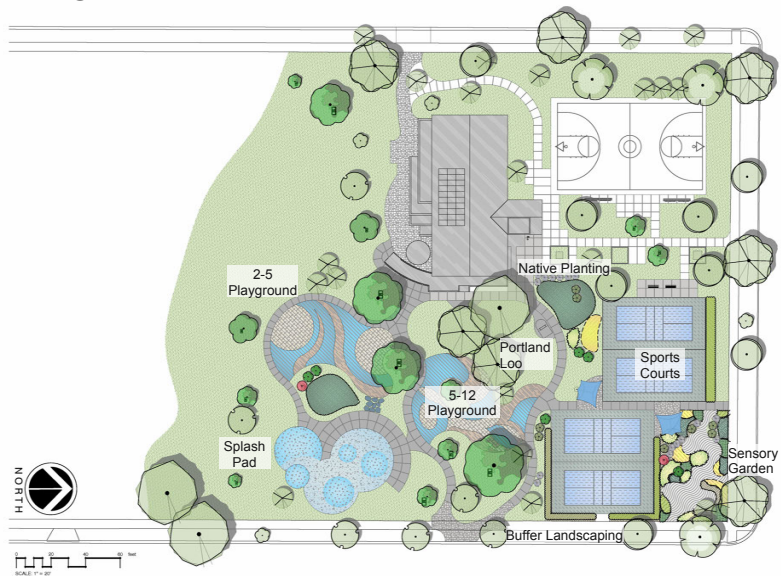 2-5
Playground
Native Planting
Portland
Loo
Sports
Courts
5-12
Playground
Splash
Pad
Sensory
Garden
Buffer Landscaping
NORTH
0 20 40 60 feet
SCALE: 1" = 20'